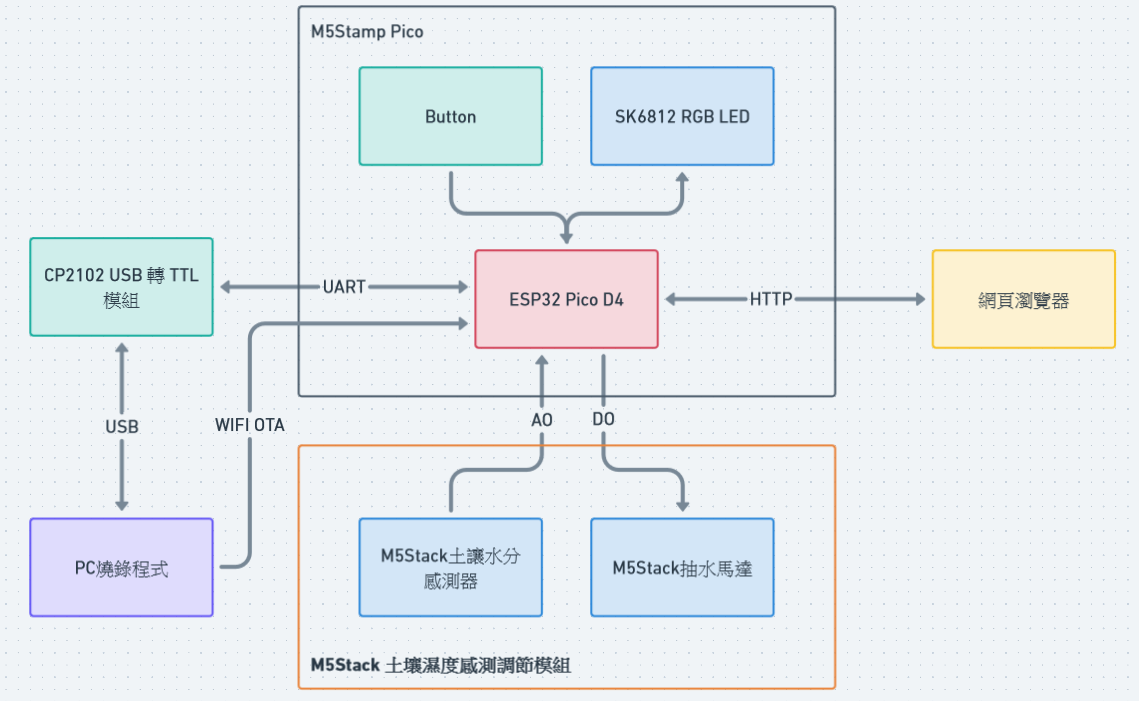 M5Stamp Pico
Button
SK6812 RGB LED
CP2102 USB 轉 TTL
模組
UART
ESP32 Pico D4
HTTP
網頁瀏覽器
USB
WIFI OTA
AO
DO
PC燒錄程式
M5Stack土讓水分
感測器
M5Stack抽水馬達
M5Stack 土壤濕度感測調節模組